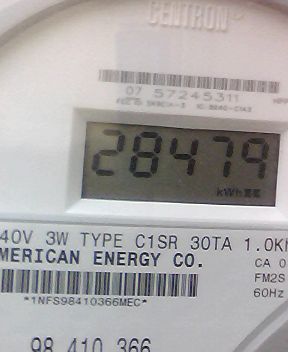 CENTRON
07 57245311
28479
kWh
40V 3W TYPE C1SR 30TA 1.0Kh
MERICAN ENERGY CO.
CA 0
FM2S
60Hz
*1NFS98410366MEC*
98 410 366